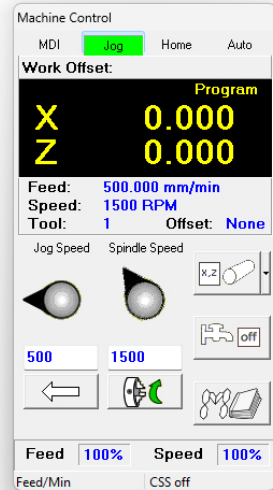 Machine Control
MDI Jog Home Auto
Work Offset:
Program
X 0.000
Z 0.000
Feed: 500.000 mm/min
Speed: 1500 RPM
Tool: 1 Offset: None
Jog Speed Spindle Speed
x,z
off
500 1500
Feed 100% Speed 100%
Feed/Min CSS off